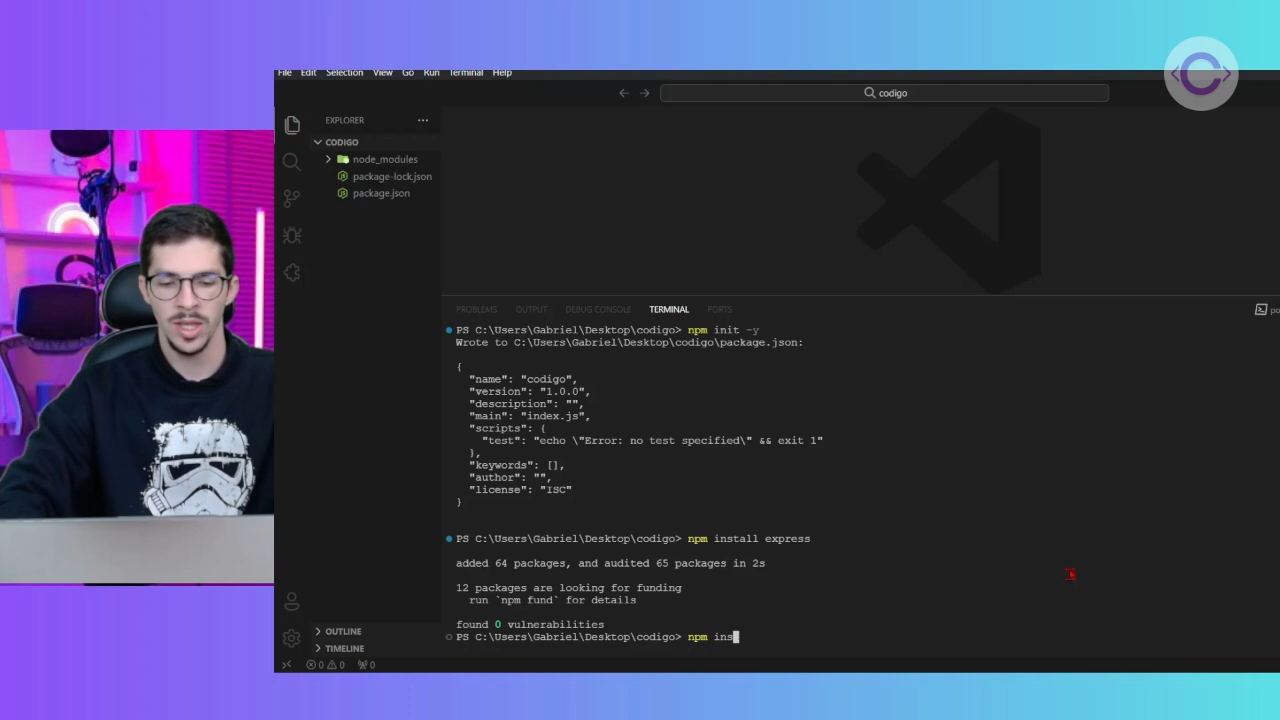 File Edit Selection View Go Run Terminal Help
codigo
<C>
EXPLORER
CODIGO
node_modules
package-lock.json
package.json
PROBLEMS OUTPUT DEBUG CONSOLE TERMINAL PORTS
PS C:\Users\Gabriel\Desktop\codigo> npm init -y
Wrote to C:\Users\Gabriel\Desktop\codigo\package.json:
{
"name": "codigo",
"version": "1.0.0",
"description": "",
"main": "index.js",
"scripts": {
"test": "echo \"Error: no test specified\" && exit 1"
},
"keywords": [],
"author": "",
"license": "ISC"
}
PS C:\Users\Gabriel\Desktop\codigo> npm install express
added 64 packages, and audited 65 packages in 2s
12 packages are looking for funding
run `npm fund` for details
found 0 vulnerabilities
PS C:\Users\Gabriel\Desktop\codigo> npm ins
OUTLINE
TIMELINE
0 0 0